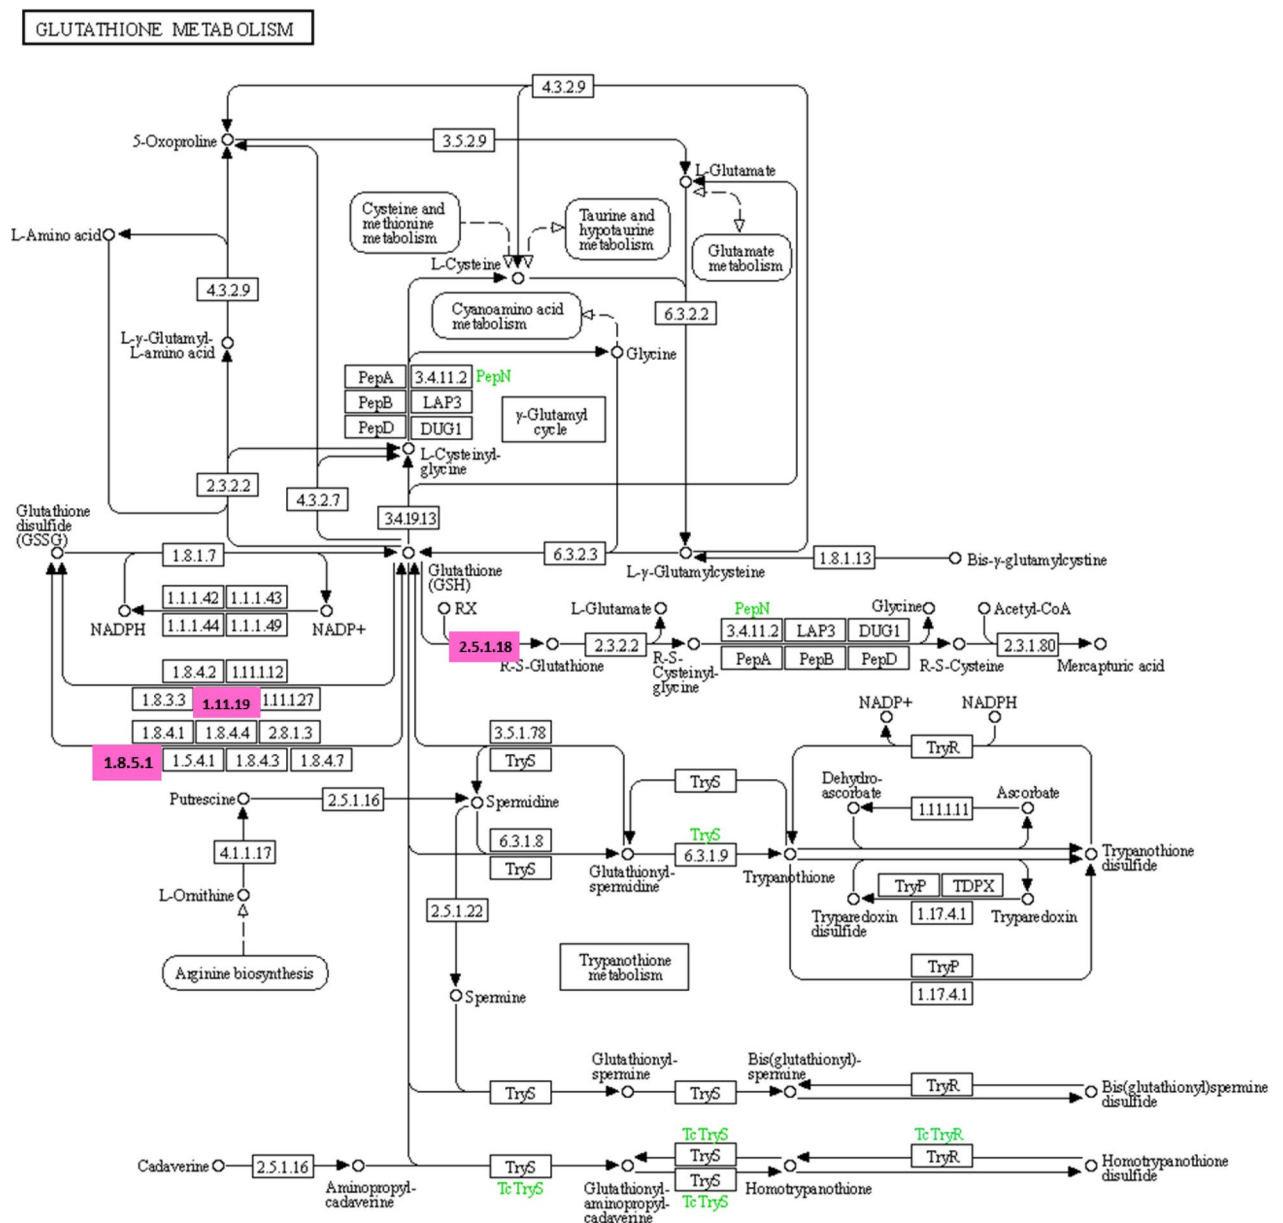 GLUTATHIONE METABOLISM
4.3.2.9
5-Oxoproline
3.5.2.9
L-Glutamate
Cysteine and
methionine
metabolism
Taurine and
hypotaurine
metabolism
Glutamate
metabolism
L-Amino acid
L-Cysteine
4.3.2.9
Cyanoamino acid
metabolism
6.3.2.2
L-γ-Glutamyl-
L-amino acid
Glycine
PepA 3.4.11.2 PepN
PepB LAP3
PepD DUG1
γ-Glutamyl
cycle
L-Cysteinyl-
glycine
2.3.2.2
4.3.2.7
3.4.19.13
Glutathione
disulfide
(GSSG)
1.8.1.7
Glutathione
(GSH)
6.3.2.3
L-γ-Glutamylcysteine
1.8.1.13
Bis-γ-glutamylcystine
1.1.1.42 1.1.1.43
1.1.1.44 1.1.1.49
NADPH
NADP+
RX
2.5.1.18
R-S-Glutathione
L-Glutamate
2.3.2.2
R-S-
Cysteinyl-
glycine
PepN
3.4.11.2 LAP3 DUG1
PepA PepB PepD
Glycine
R-S-Cysteine
Acetyl-CoA
2.3.1.80
Mercapturic acid
1.8.4.2 1.11.1.12
1.8.3.3 1.11.19 1.11.1.27
1.8.4.1 1.8.4.4 2.8.1.3
1.8.5.1 1.5.4.1 1.8.4.3 1.8.4.7
3.5.1.78
TryS
NADP+
NADPH
TryR
Putrescine
2.5.1.16
Spermidine
TryS
Dehydro-
ascorbate
1.11.1.11
Ascorbate
4.1.1.17
6.3.1.8
TryS
Glutathionyl-
spermidine
TryS
6.3.1.9
Trypanothione
Trypanothione
disulfide
L-Ornithine
2.5.1.22
TryP TDPX
1.17.4.1
Tryparedoxin
disulfide
Tryparedoxin
Arginine biosynthesis
Trypanothione
metabolism
TryP
1.17.4.1
Spermine
Glutathionyl-
spermine
Bis(glutathionyl)-
spermine
TryS
TryS
TryR
Bis(glutathionyl)spermine
disulfide
TcTryS
TcTryR
Cadaverine
2.5.1.16
Aminopropyl-
cadaverine
TryS
TcTryS
Glutathionyl-
aminopropyl-
cadaverine
TryS
TryS
TcTryS
Homotrypanothione
TryR
Homotrypanothione
disulfide